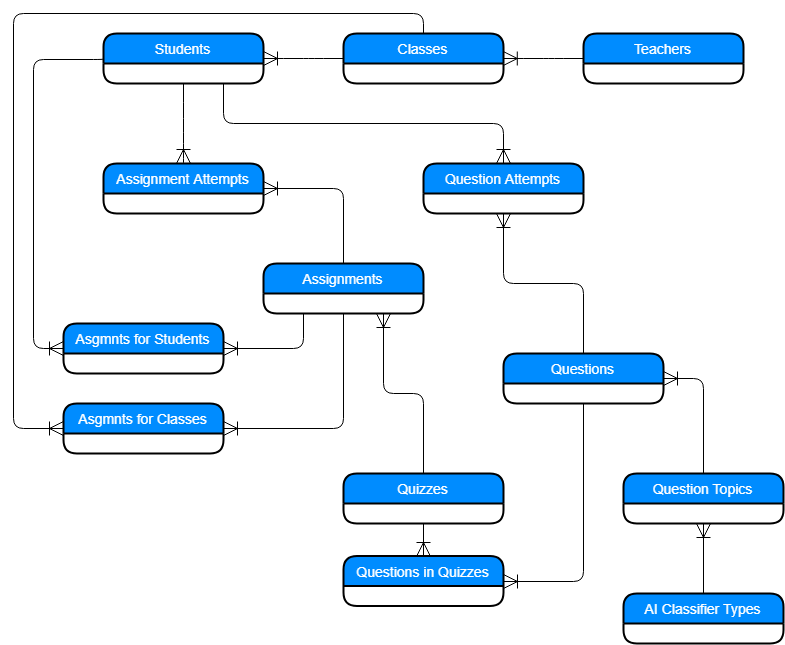 Students
Classes
Teachers
Assignment Attempts
Question Attempts
Assignments
Asgmnts for Students
Questions
Asgmnts for Classes
Quizzes
Question Topics
Questions in Quizzes
AI Classifier Types